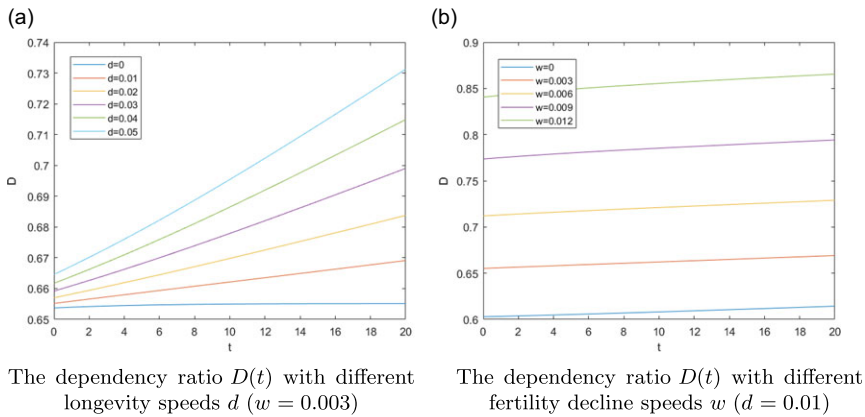 (a)
0.74
0.73
0.72
0.71
0.7
0.69
0.68
0.67
0.66
0.65
D
0 2 4 6 8 10 12 14 16 18 20
t
d=0
d=0.01
d=0.02
d=0.03
d=0.04
d=0.05
The dependency ratio D(t) with different
longevity speeds d (w = 0.003)
(b)
0.9
0.85
0.8
0.75
0.7
0.65
0.6
D
0 2 4 6 8 10 12 14 16 18 20
t
w=0
w=0.003
w=0.006
w=0.009
w=0.012
The dependency ratio D(t) with different
fertility decline speeds w (d = 0.01)